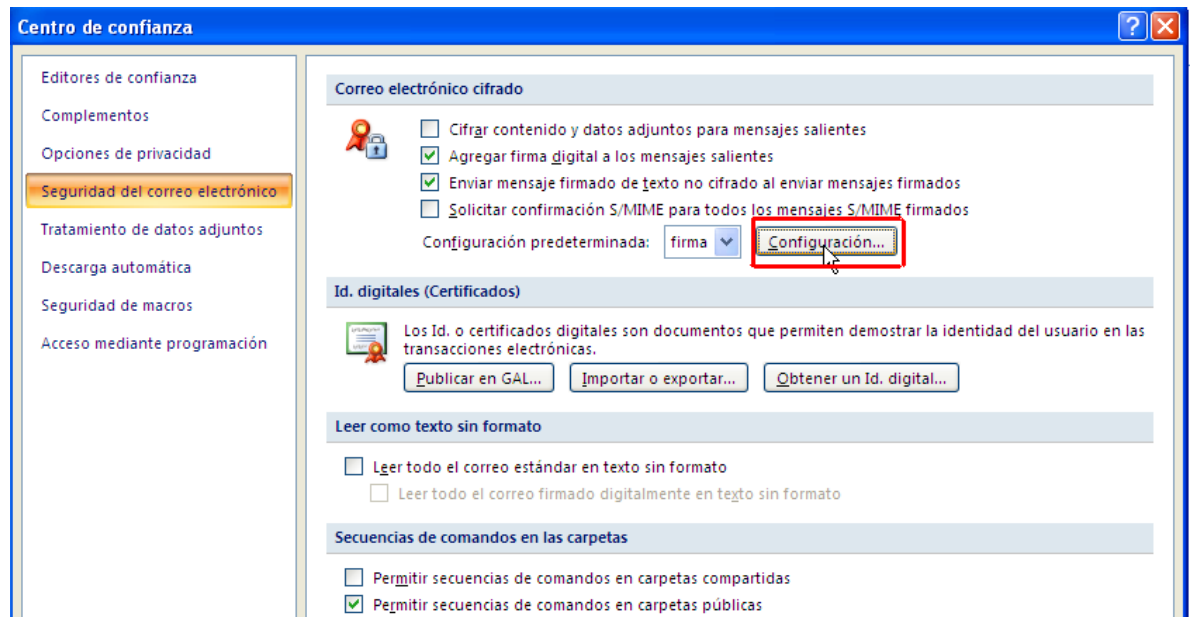 Centro de confianza
Editores de confianza
Complementos
Opciones de privacidad
Seguridad del correo electrónico
Tratamiento de datos adjuntos
Descarga automática
Seguridad de macros
Acceso mediante programación
Correo electrónico cifrado
Cifrar contenido y datos adjuntos para mensajes salientes
Agregar firma digital a los mensajes salientes
Enviar mensaje firmado de texto no cifrado al enviar mensajes firmados
Solicitar confirmación S/MIME para todos los mensajes S/MIME firmados
Configuración predeterminada: firma Configuración...
Id. digitales (Certificados)
Los Id. o certificados digitales son documentos que permiten demostrar la identidad del usuario en las
transacciones electrónicas.
Publicar en GAL... Importar o exportar... Obtener un Id. digital...
Leer como texto sin formato
Leer todo el correo estándar en texto sin formato
Leer todo el correo firmado digitalmente en texto sin formato
Secuencias de comandos en las carpetas
Permitir secuencias de comandos en carpetas compartidas
Permitir secuencias de comandos en carpetas públicas